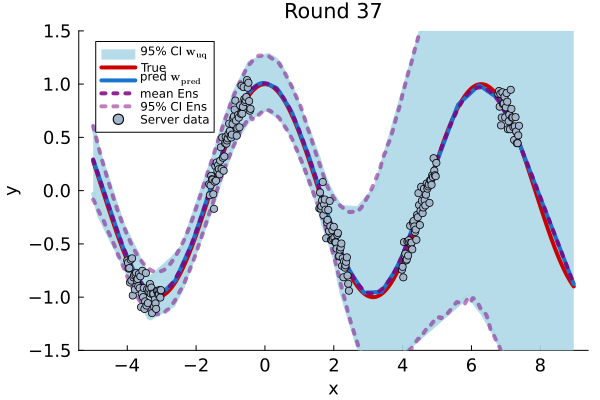 Round 37
95% CI w_uq
True
pred w_pred
mean Ens
95% CI Ens
Server data
y
1.5
1.0
0.5
0.0
−0.5
−1.0
−1.5
−4 −2 0 2 4 6 8
x